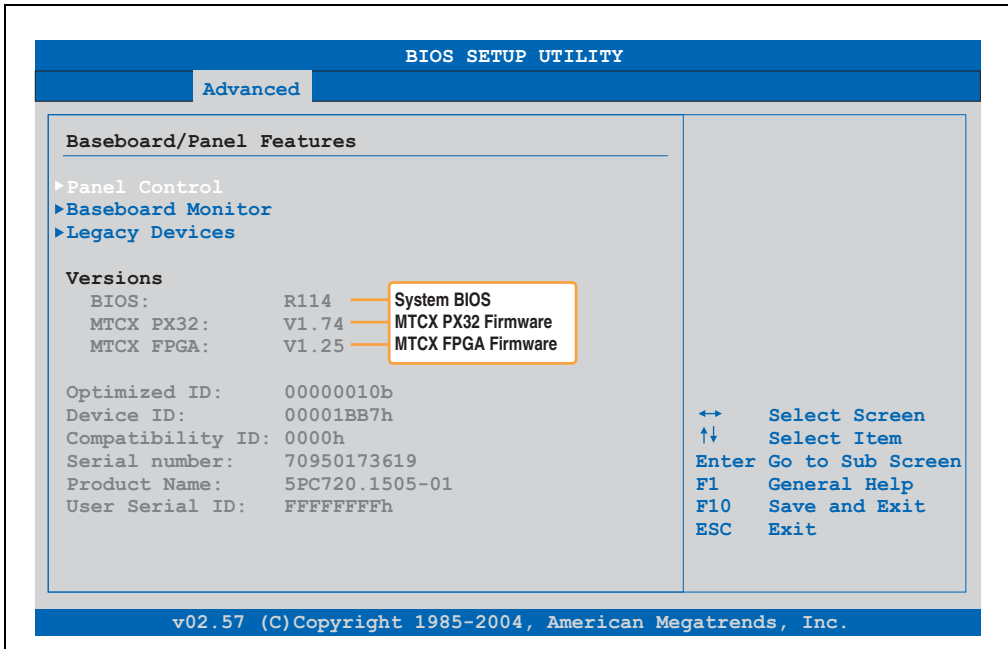 BIOS SETUP UTILITY
Advanced
Baseboard/Panel Features
▶Panel Control
▶Baseboard Monitor
▶Legacy Devices
Versions
BIOS: R114 System BIOS
MTCX PX32: V1.74 MTCX PX32 Firmware
MTCX FPGA: V1.25 MTCX FPGA Firmware
Optimized ID: 00000010b
Device ID: 00001BB7h
Compatibility ID: 0000h
Serial number: 70950173619
Product Name: 5PC720.1505-01
User Serial ID: FFFFFFFFh
↔ Select Screen
↑↓ Select Item
Enter Go to Sub Screen
F1 General Help
F10 Save and Exit
ESC Exit
v02.57 (C)Copyright 1985-2004, American Megatrends, Inc.